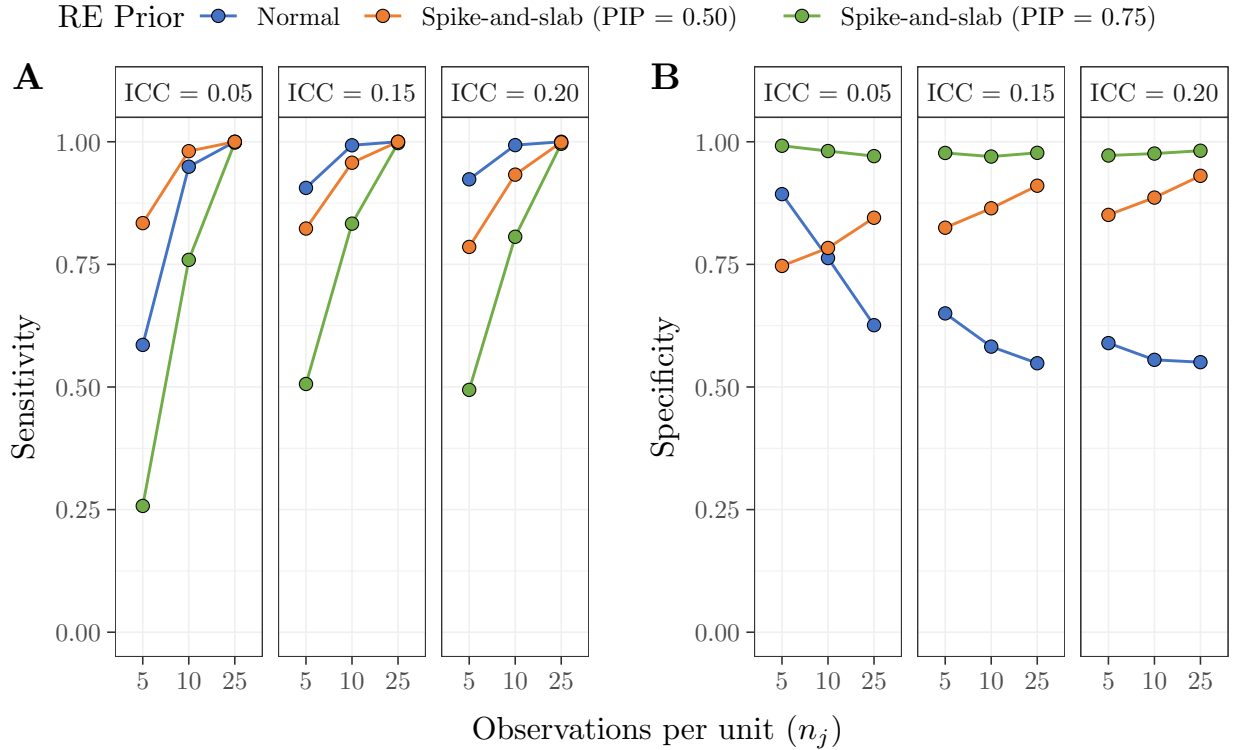 RE Prior Normal Spike-and-slab (PIP = 0.50) Spike-and-slab (PIP = 0.75)
A
ICC = 0.05 ICC = 0.15 ICC = 0.20
Sensitivity
1.00
0.75
0.50
0.25
0.00
5 10 25 5 10 25 5 10 25
B
ICC = 0.05 ICC = 0.15 ICC = 0.20
Specificity
1.00
0.75
0.50
0.25
0.00
5 10 25 5 10 25 5 10 25
Observations per unit (n_j)